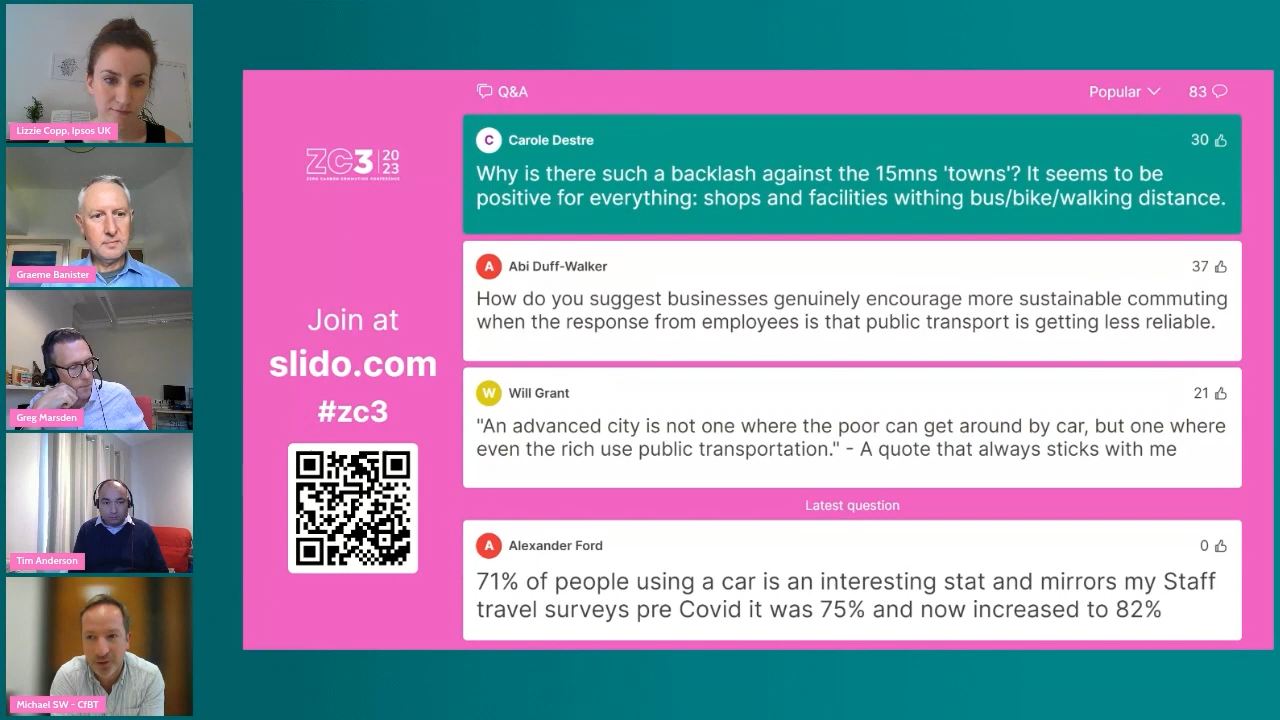 Lizzie Copp, Ipsos UK
Graeme Banister
Greg Marsden
Tim Anderson
Michael SW - CfBT
ZC3 20
23
ZERO CARBON COMMUTING CONFERENCE
Join at
slido.com
#zc3
Q&A
Popular
83
C
Carole Destre
30
Why is there such a backlash against the 15mns 'towns'? It seems to be
positive for everything: shops and facilities withing bus/bike/walking distance.
A
Abi Duff-Walker
37
How do you suggest businesses genuinely encourage more sustainable commuting
when the response from employees is that public transport is getting less reliable.
W
Will Grant
21
"An advanced city is not one where the poor can get around by car, but one where
even the rich use public transportation." - A quote that always sticks with me
Latest question
A
Alexander Ford
0
71% of people using a car is an interesting stat and mirrors my Staff
travel surveys pre Covid it was 75% and now increased to 82%